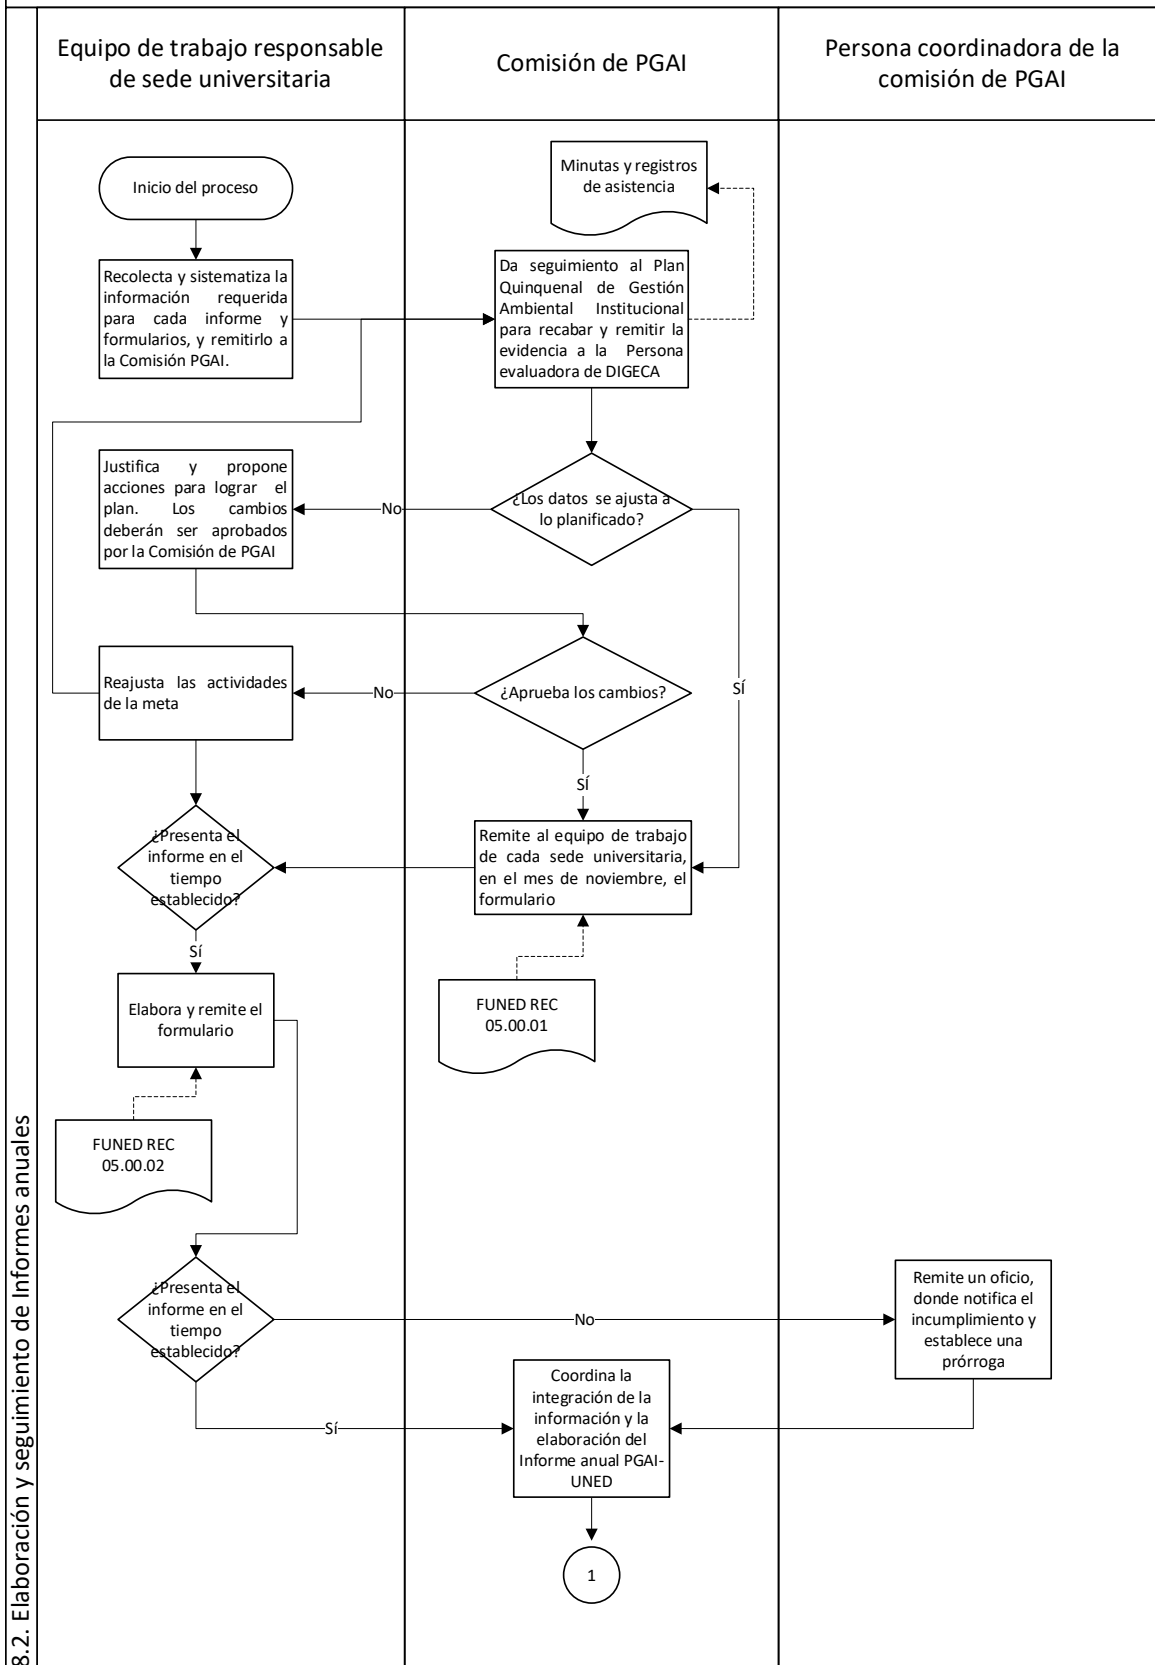 8.2. Elaboración y seguimiento de Informes anuales
Equipo de trabajo responsable
de sede universitaria
Comisión de PGAI
Persona coordinadora de la
comisión de PGAI
Inicio del proceso
Minutas y registros
de asistencia
Recolecta y sistematiza la
información requerida
para cada informe y
formularios, y remitirlo a
la Comisión PGAI.
Da seguimiento al Plan
Quinquenal de Gestión
Ambiental Institucional
para recabar y remitir la
evidencia a la Persona
evaluadora de DIGECA
Justifica y propone
acciones para lograr el
plan. Los cambios
deberán ser aprobados
por la Comisión de PGAI
No
¿Los datos se ajusta a
lo planificado?
Reajusta las actividades
de la meta
No
¿Aprueba los cambios?
SÍ
SÍ
¿Presenta el
informe en el
tiempo
establecido?
Remite al equipo de trabajo
de cada sede universitaria,
en el mes de noviembre, el
formulario
Sí
Elabora y remite el
formulario
FUNED REC
05.00.01
FUNED REC
05.00.02
¿Presenta el
informe en el
tiempo
establecido?
No
Remite un oficio,
donde notifica el
incumplimiento y
establece una
prórroga
Sí
Coordina la
integración de la
información y la
elaboración del
Informe anual PGAI-
UNED
1